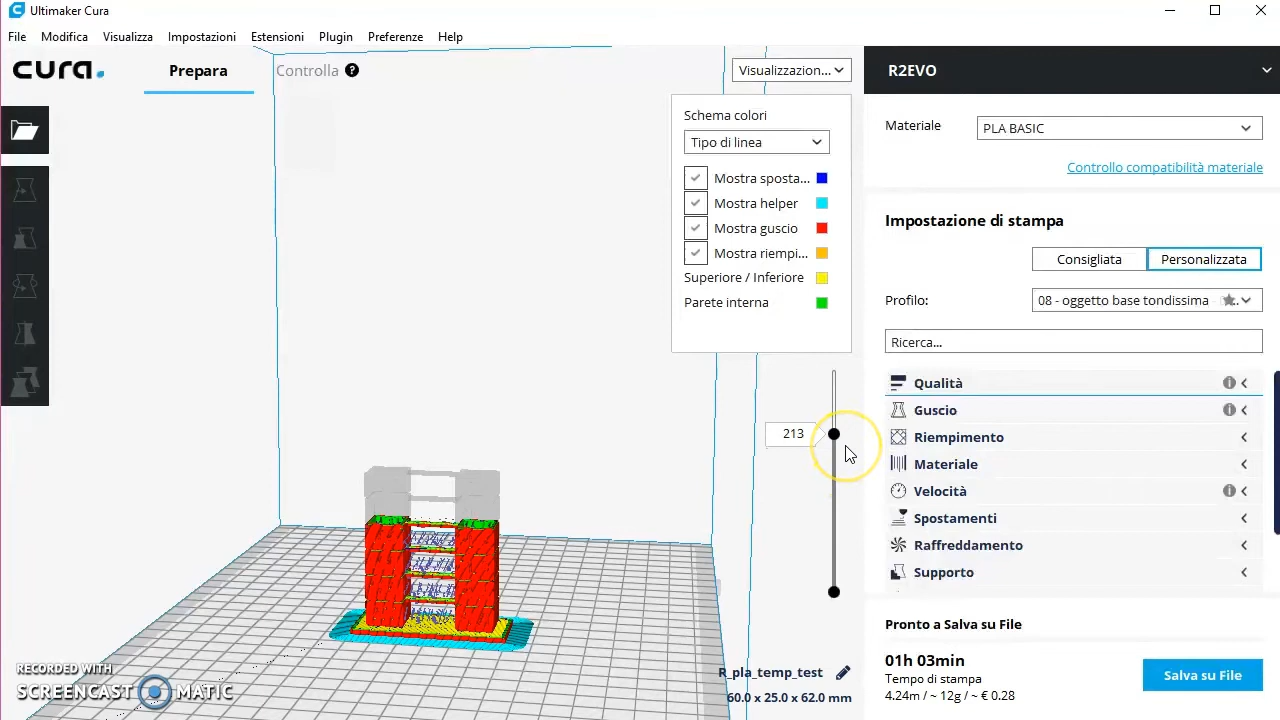 Ultimaker Cura
File Modifica Visualizza Impostazioni Estensioni Plugin Preferenze Help
cura. Prepara Controlla ? Visualizzazion...
R2EVO
Schema colori
Tipo di linea
Mostra sposta...
Mostra helper
Mostra guscio
Mostra riempi...
Superiore / Inferiore
Parete interna
213
Materiale PLA BASIC
Controllo compatibilità materiale
Impostazione di stampa
Consigliata Personalizzata
Profilo: 08 - oggetto base tondissima
Ricerca...
Qualità
Guscio
Riempimento
Materiale
Velocità
Spostamenti
Raffreddamento
Supporto
Pronto a Salva su File
01h 03min
Tempo di stampa
4.24m / ~ 12g / ~ € 0.28
Salva su File
R_pla_temp_test
60.0 x 25.0 x 62.0 mm
RECORDED WITH
SCREENCAST MATIC